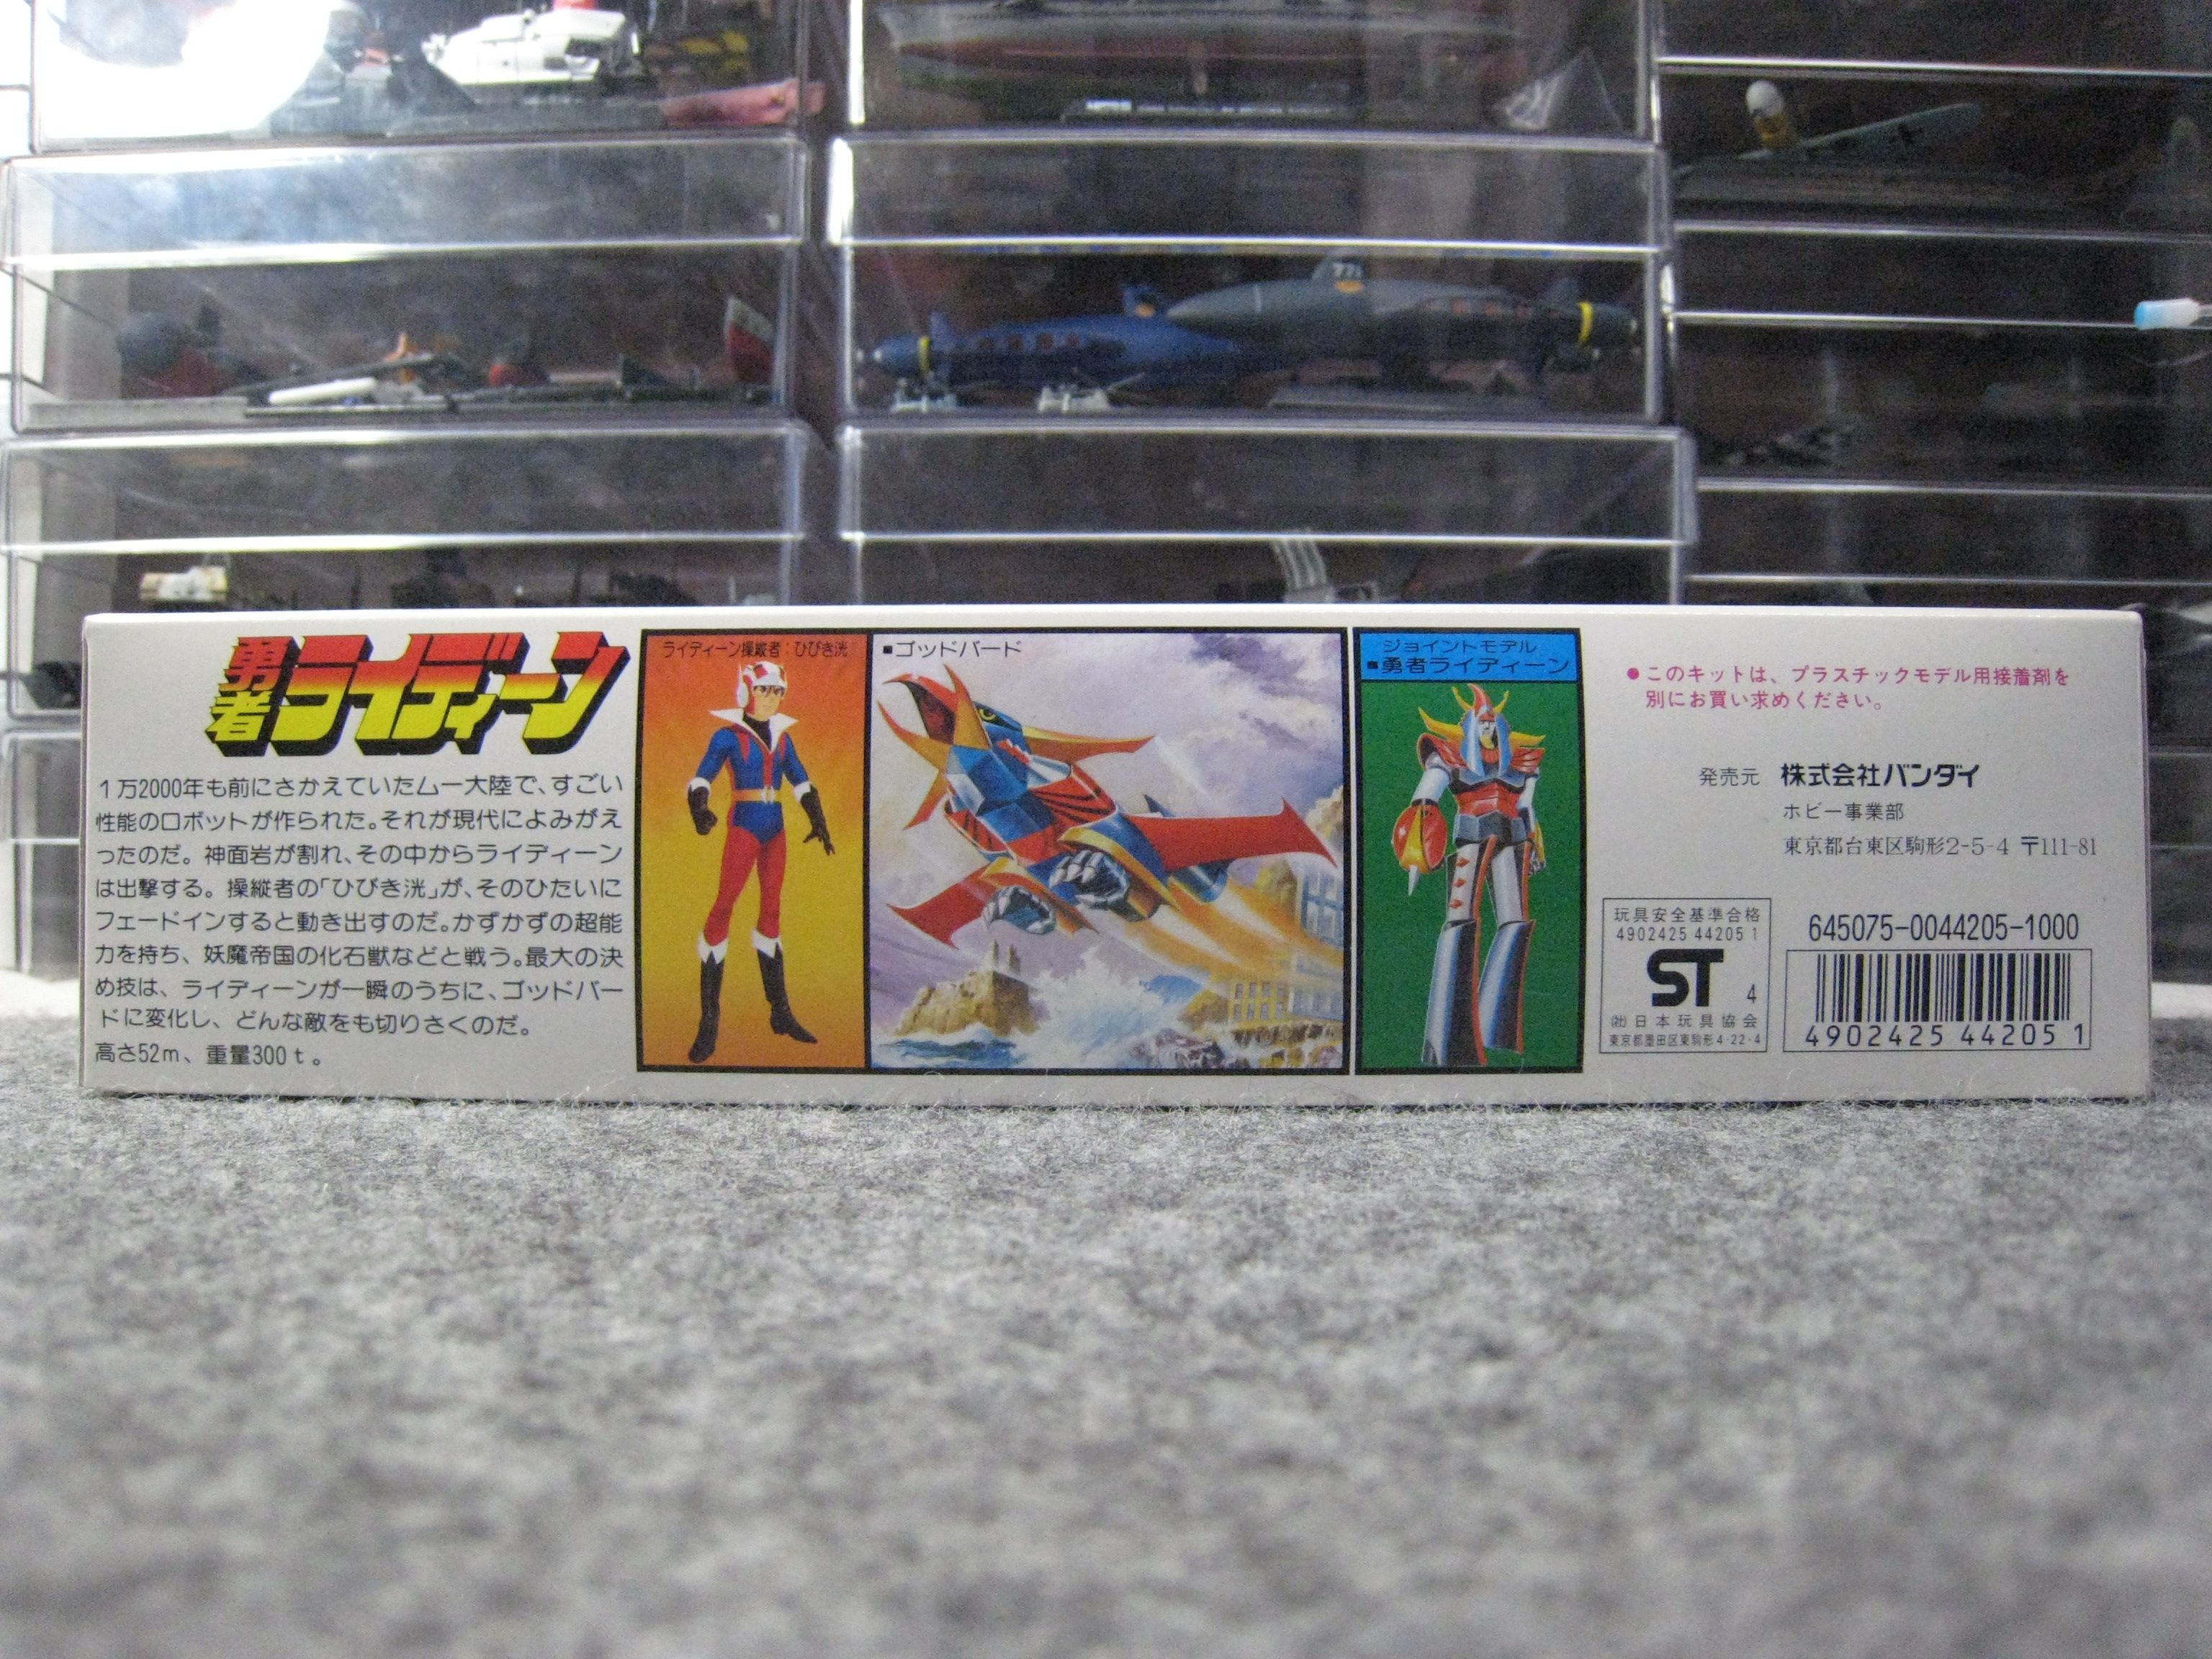 勇者ライディーン
1万2000年も前にさかえていたムー大陸で、すごい
性能のロボットが作られた。それが現代によみがえ
ったのだ。神面岩が割れ、その中からライディーン
は出撃する。操縦者の「ひびき洸」が、そのひたいに
フェードインすると動き出すのだ。かずかずの超能
力を持ち、妖魔帝国の化石獣などと戦う。最大の決
め技は、ライディーンが一瞬のうちに、ゴッドバー
ドに変化し、どんな敵をも切りさくのだ。
高さ52m、重量300t。
ライディーン操縦者:ひびき洸
■ゴッドバード
ジョイントモデル
■勇者ライディーン
●このキットは、プラスチックモデル用接着剤を
別にお買い求めください。
発売元 株式会社バンダイ
ホビー事業部
東京都台東区駒形2-5-4 〒111-81
玩具安全基準合格
4902425 44205 1
ST 4
㈳日本玩具協会
東京都墨田区東駒形4-22-4
645075-0044205-1000
4902425 442051
77